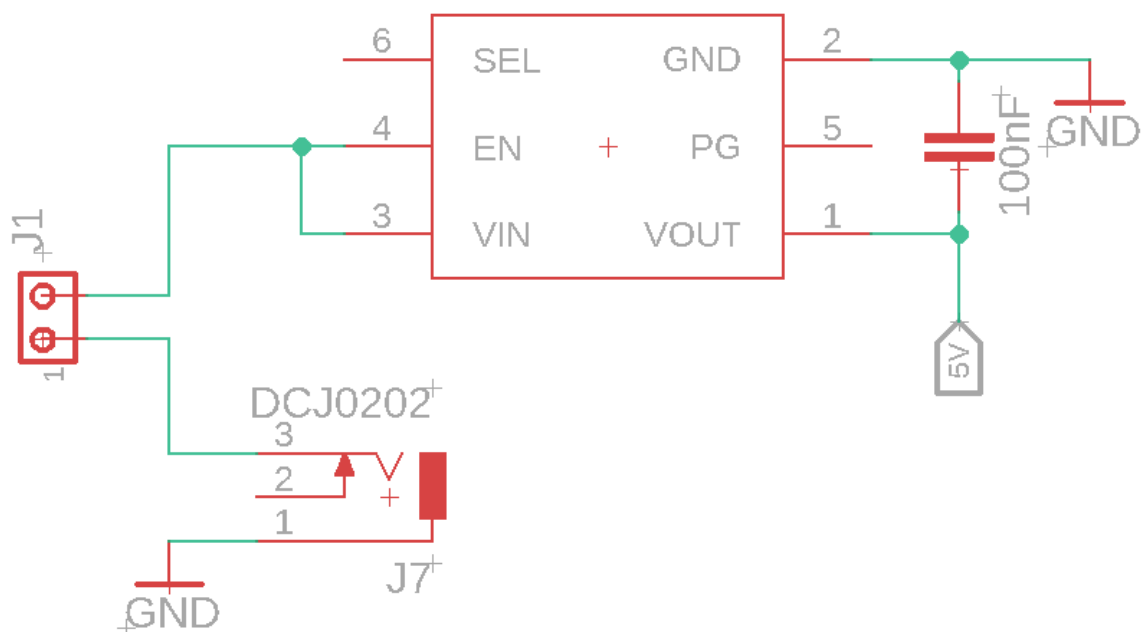 6 SEL GND 2
4 EN PG 5
3 VIN VOUT 1
100nF
GND
J1
1
5V
DCJ0202
3
2
1
J7
GND